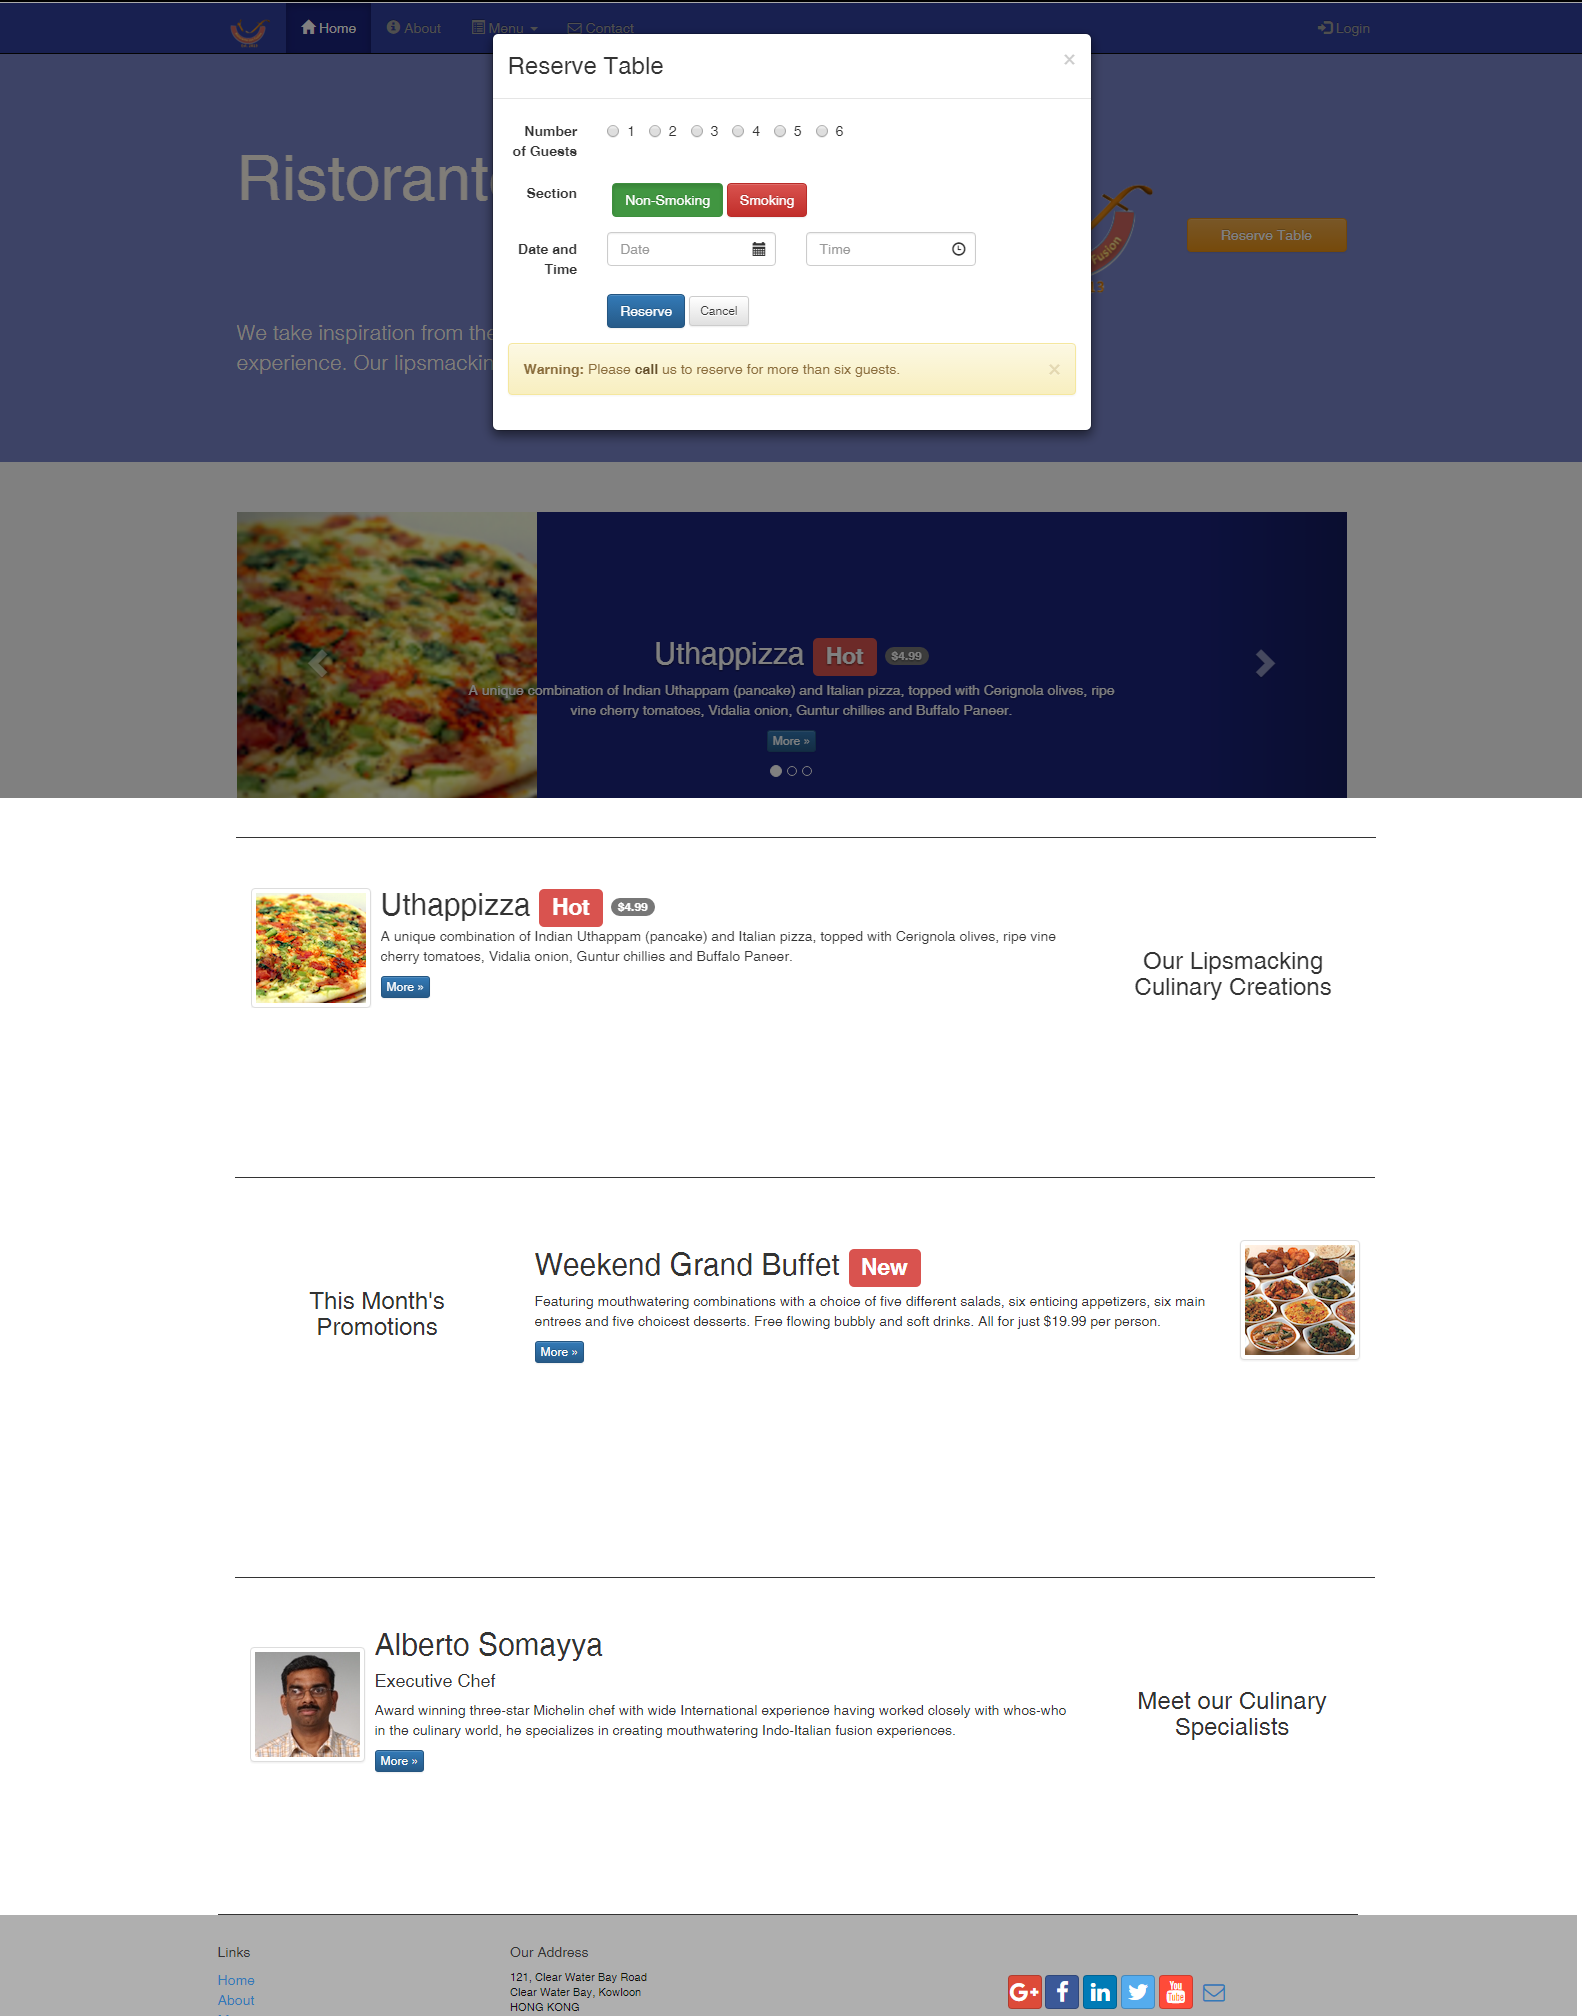 Home About Menu Contact Login
Reserve Table ×
Number of Guests 1 2 3 4 5 6
Section Non-Smoking Smoking
Date and Time Date Time
Reserve Cancel
Warning: Please call us to reserve for more than six guests. ×
Fusion
Reserve Table
We take inspiration from the
experience. Our
Uthappizza Hot $4.99
A unique combination of Indian Uthappam (pancake) and Italian pizza, topped with Cerignola olives, ripe
vine cherry tomatoes, Vidalia onion, Guntur chillies and Buffalo Paneer.
More »
Uthappizza Hot $4.99
A unique combination of Indian Uthappam (pancake) and Italian pizza, topped with Cerignola olives, ripe vine
cherry tomatoes, Vidalia onion, Guntur chillies and Buffalo Paneer.
More »
Our Lipsmacking
Culinary Creations
This Month's
Promotions
Weekend Grand Buffet New
Featuring mouthwatering combinations with a choice of five different salads, six enticing appetizers, six main
entrees and five choicest desserts. Free flowing bubbly and soft drinks. All for just $19.99 per person.
More »
Alberto Somayya
Executive Chef
Award winning three-star Michelin chef with wide International experience having worked closely with whos-who
in the culinary world, he specializes in creating mouthwatering Indo-Italian fusion experiences.
More »
Meet our Culinary
Specialists
Links
Home
About
Our Address
121, Clear Water Bay Road
Clear Water Bay, Kowloon
HONG KONG
G+ f in You Tube